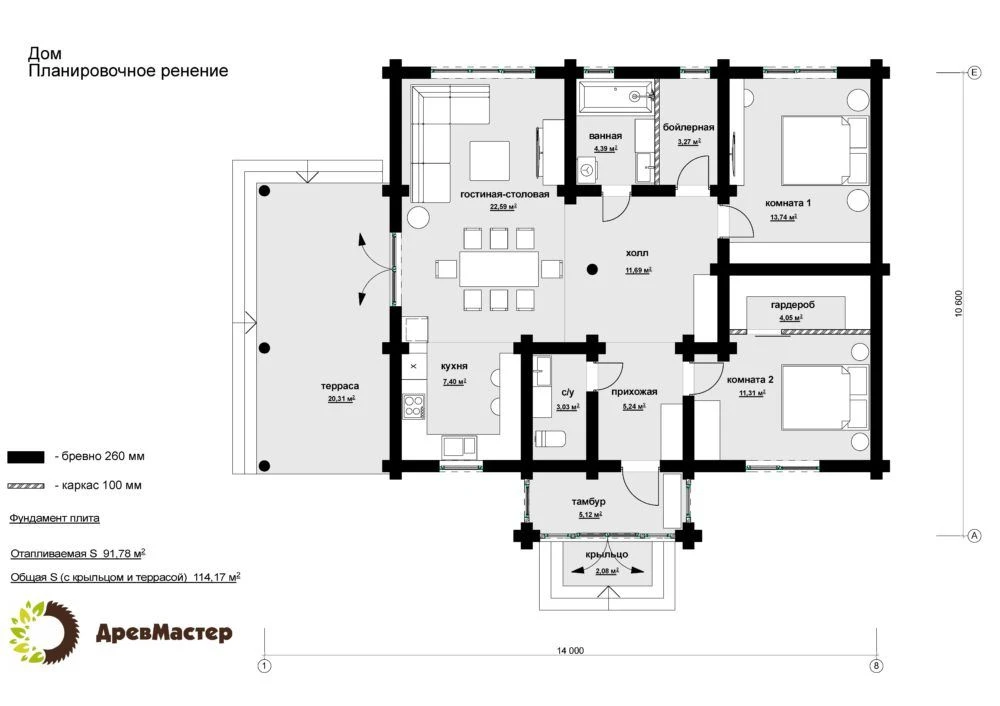 Дом
Планировочное ренение
Е
ванная
4,39 м²
бойлерная
3,27 м²
гостиная-столовая
22,59 м²
комната 1
13,74 м²
холл
11,69 м²
гардероб
4,05 м²
10 600
терраса
20,31 м²
кухня
7,40 м²
с/у
3,03 м²
прихожая
5,24 м²
комната 2
11,31 м²
- бревно 260 мм
- каркас 100 мм
Фундамент плита
тамбур
5,12 м²
А
Отапливаемая S 91,78 м²
крыльцо
2,08 м²
Общая S (с крыльцом и террасой) 114,17 м²
ДревМастер
14 000
1
8